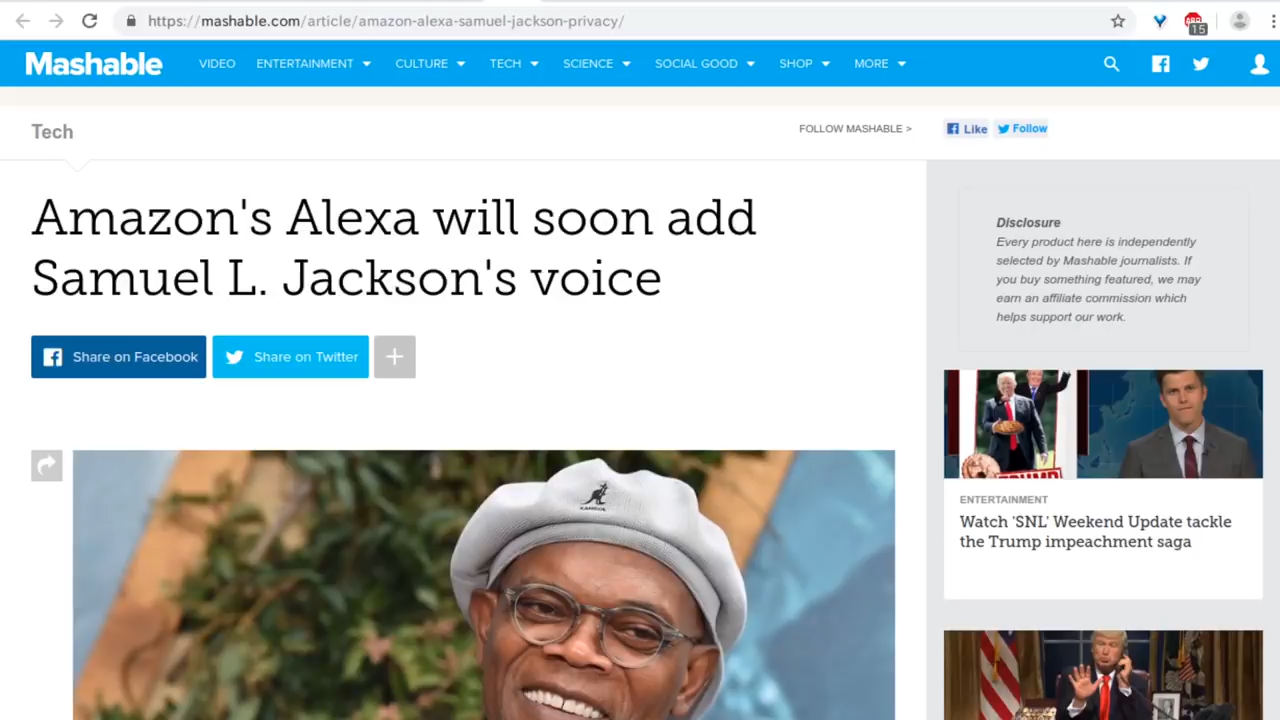 https://mashable.com/article/amazon-alexa-samuel-jackson-privacy/
15
Mashable VIDEO ENTERTAINMENT CULTURE TECH SCIENCE SOCIAL GOOD SHOP MORE
Tech FOLLOW MASHABLE > Like Follow
Amazon's Alexa will soon add
Samuel L. Jackson's voice
Share on Facebook Share on Twitter +
KANGOL
Disclosure
Every product here is independently
selected by Mashable journalists. If
you buy something featured, we may
earn an affiliate commission which
helps support our work.
TRUMP
ENTERTAINMENT
Watch 'SNL' Weekend Update tackle
the Trump impeachment saga